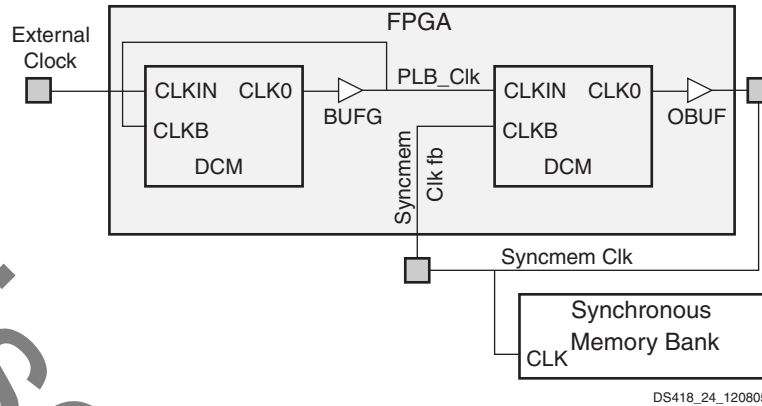 FPGA
External
Clock
CLKIN CLK0
BUFG
PLB_Clk
CLKIN CLK0
OBUF
CLKB
DCM
CLKB
DCM
Syncmem
Clk fb
Syncmem Clk
Synchronous
Memory Bank
CLK